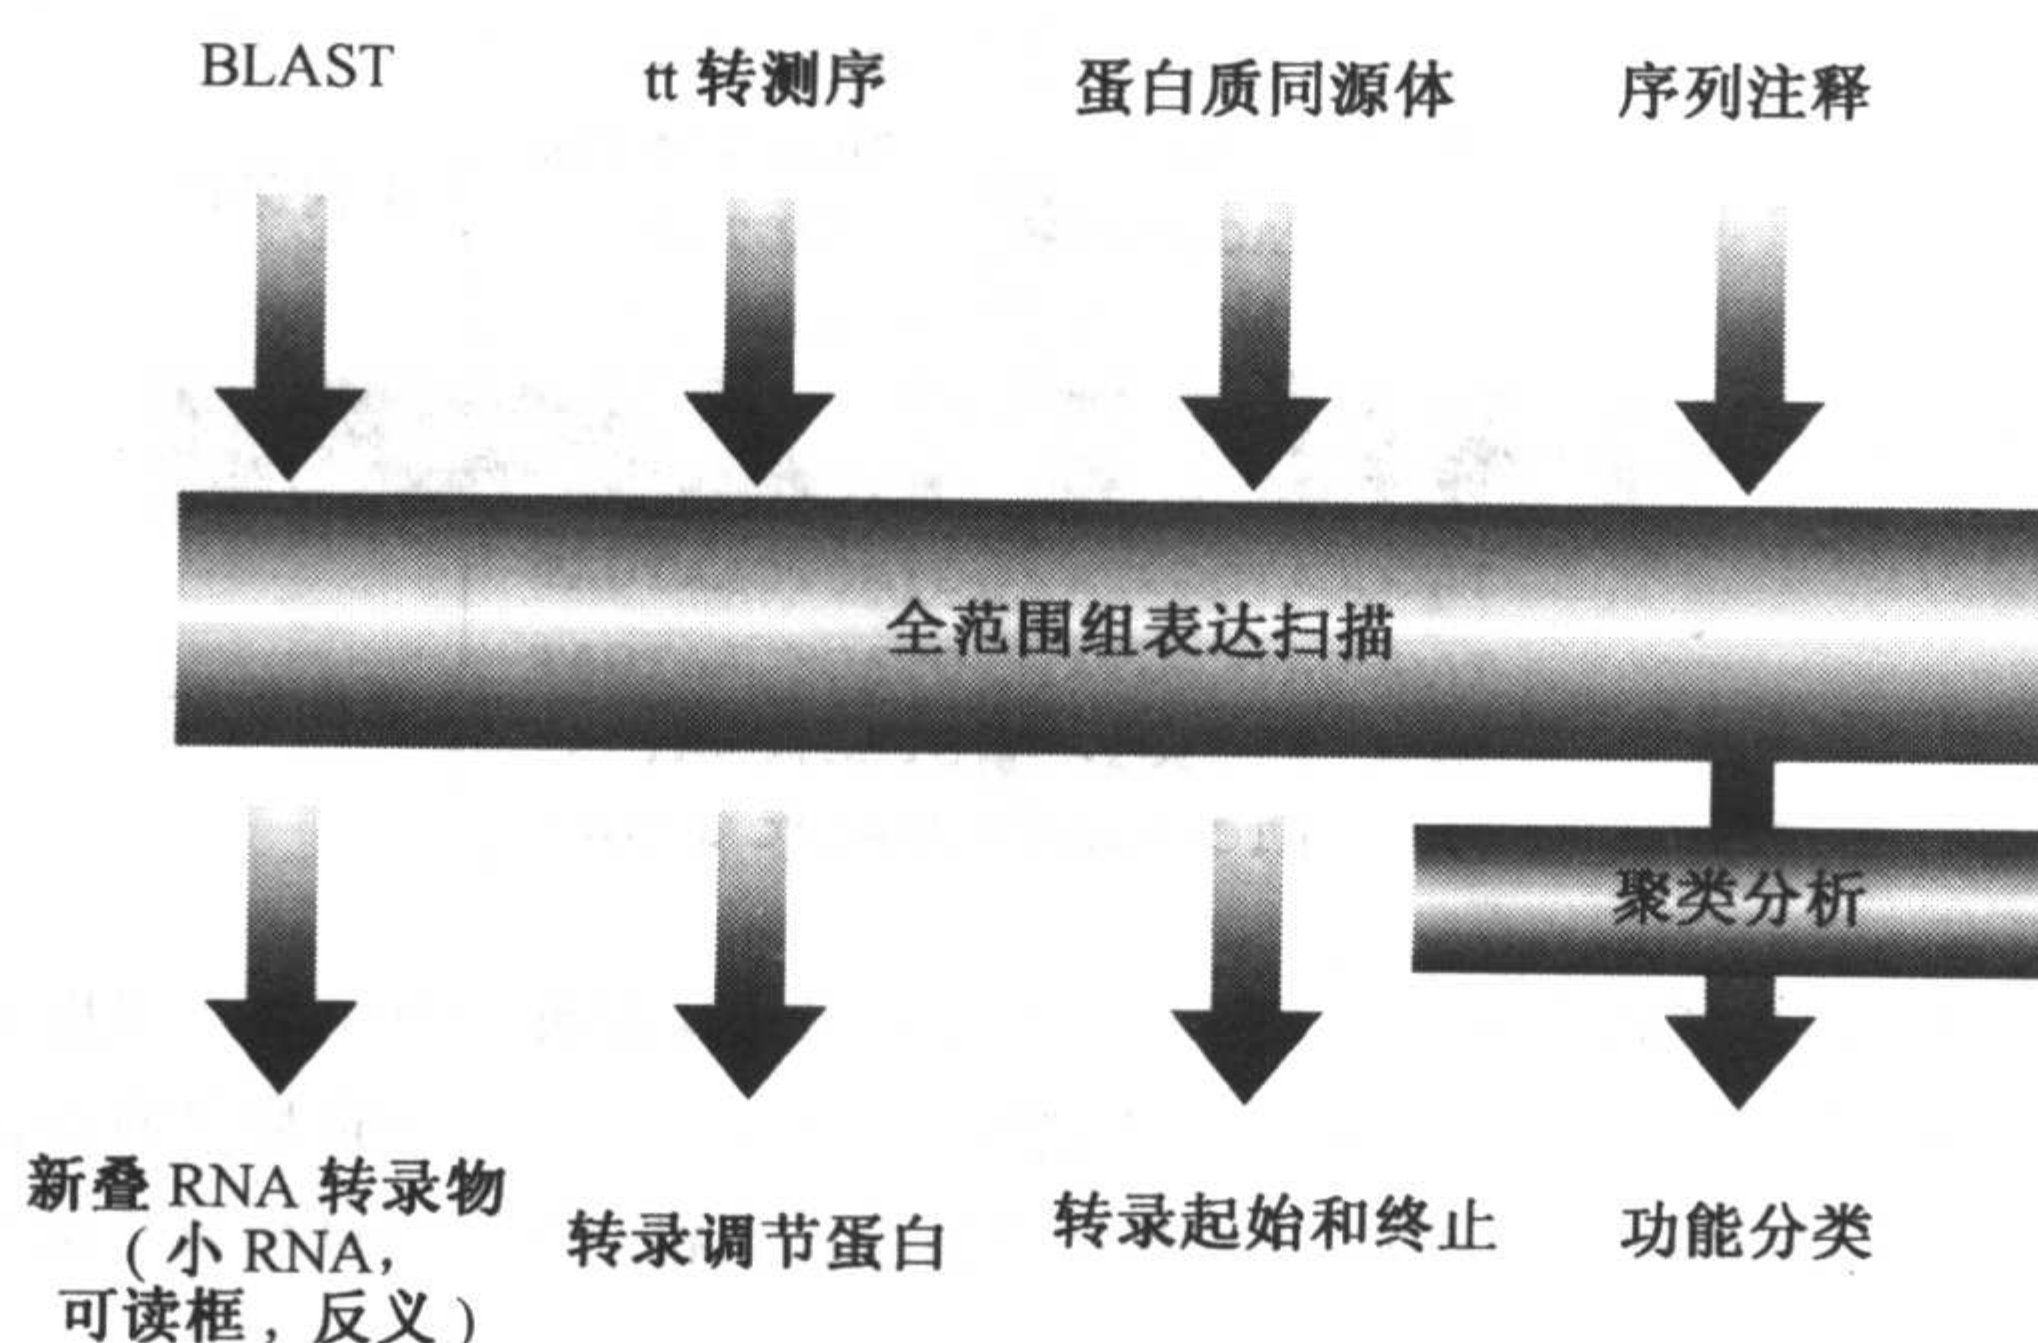 BLAST
tt 转测序
蛋白质同源体
序列注释
全范围组表达扫描
聚类分析
新叠 RNA 转录物
(小 RNA,
可读框, 反义)
转录调节蛋白
转录起始和终止
功能分类